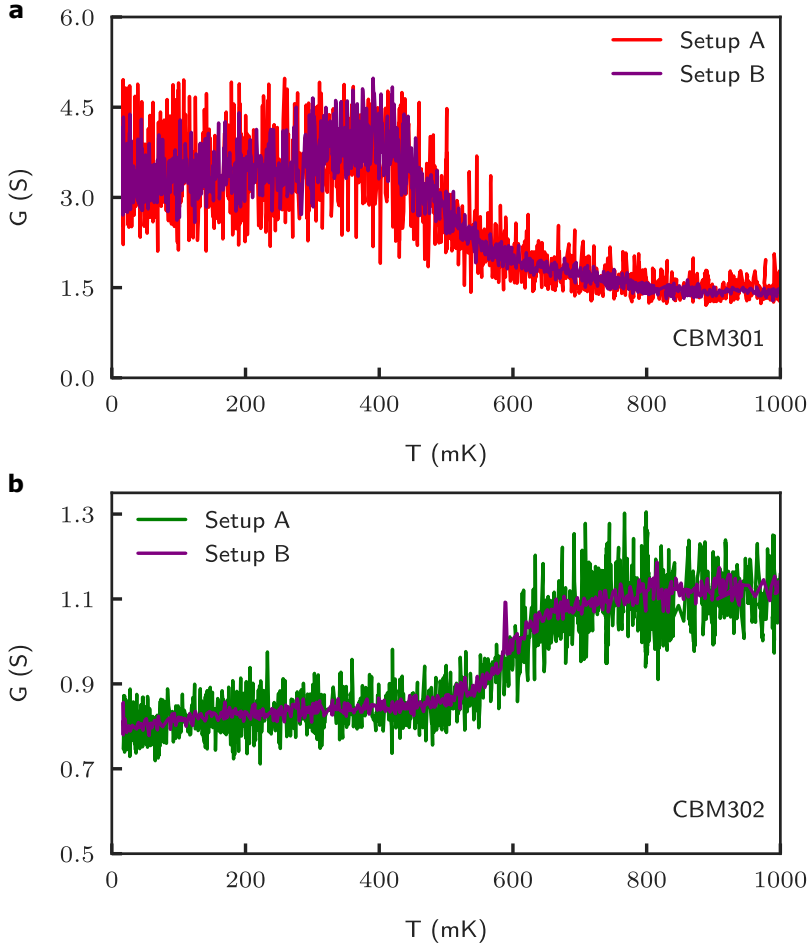 a
6.0
4.5
3.0
1.5
0.0
G (S)
Setup A
Setup B
CBM301
0 200 400 600 800 1000
T (mK)
b
1.3
1.1
0.9
0.7
0.5
G (S)
Setup A
Setup B
CBM302
0 200 400 600 800 1000
T (mK)